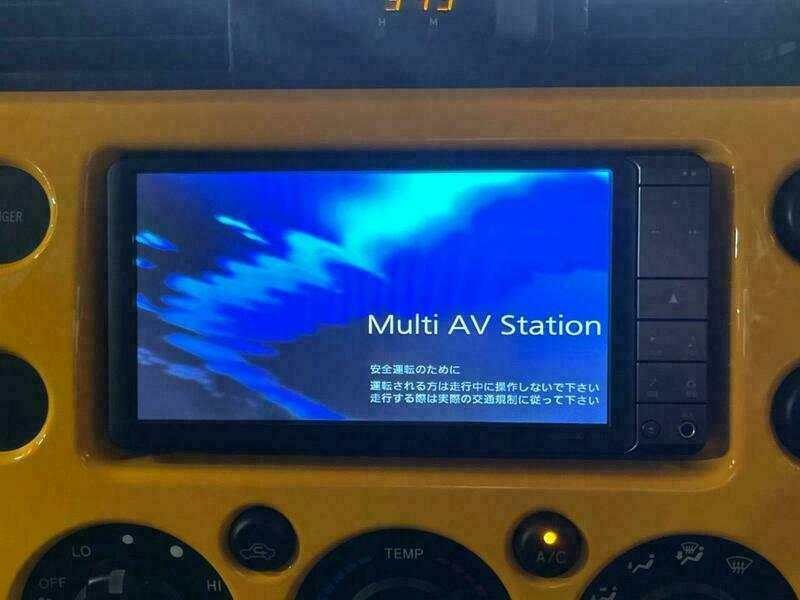 H M
NGER
Multi AV Station
安全運転のために
運転される方は走行中に操作しないで下さい
走行する際は実際の交通規制に従って下さい
LO
OFF
HI
TEMP
A/C